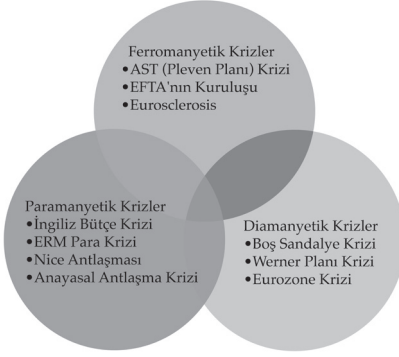 Ferromanyetik Krizler
•AST (Pleven Planı) Krizi
•EFTA'nın Kuruluşu
•Eurosclerosis
Paramanyetik Krizler
•İngiliz Bütçe Krizi
•ERM Para Krizi
•Nice Antlaşması
•Anayasal Antlaşma Krizi
Diamanyetik Krizler
•Boş Sandalye Krizi
•Werner Planı Krizi
•Eurozone Krizi